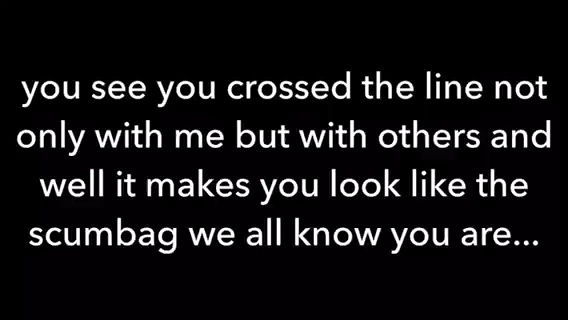 you see you crossed the line not
only with me but with others and
well it makes you look like the
scumbag we all know you are...